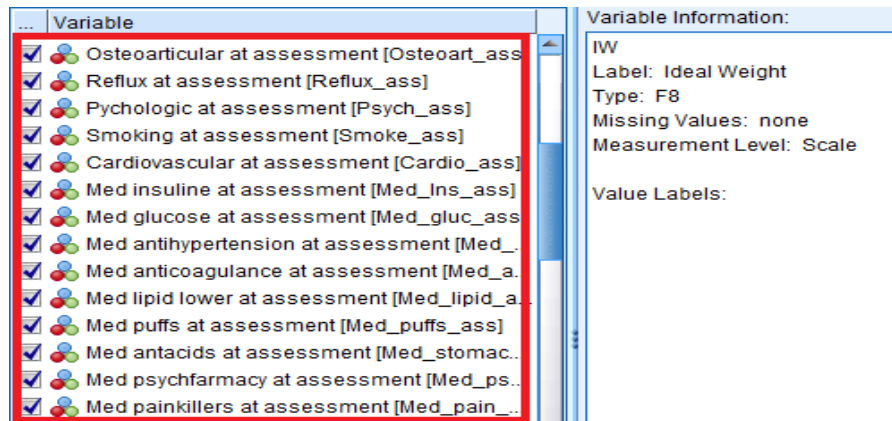 ... Variable
Osteoarticular at assessment [Osteoart_ass
Reflux at assessment [Reflux_ass]
Pychologic at assessment [Psych_ass]
Smoking at assessment [Smoke_ass]
Cardiovascular at assessment [Cardio_ass]
Med insuline at assessment [Med_Ins_ass]
Med glucose at assessment [Med_gluc_ass
Med antihypertension at assessment [Med_...
Med anticoagulance at assessment [Med_a...
Med lipid lower at assessment [Med_lipid_a...
Med puffs at assessment [Med_puffs_ass]
Med antacids at assessment [Med_stomac...
Med psychfarmacy at assessment [Med_ps...
Med painkillers at assessment [Med_pain_...
Variable Information:
IW
Label: Ideal Weight
Type: F8
Missing Values: none
Measurement Level: Scale
Value Labels: